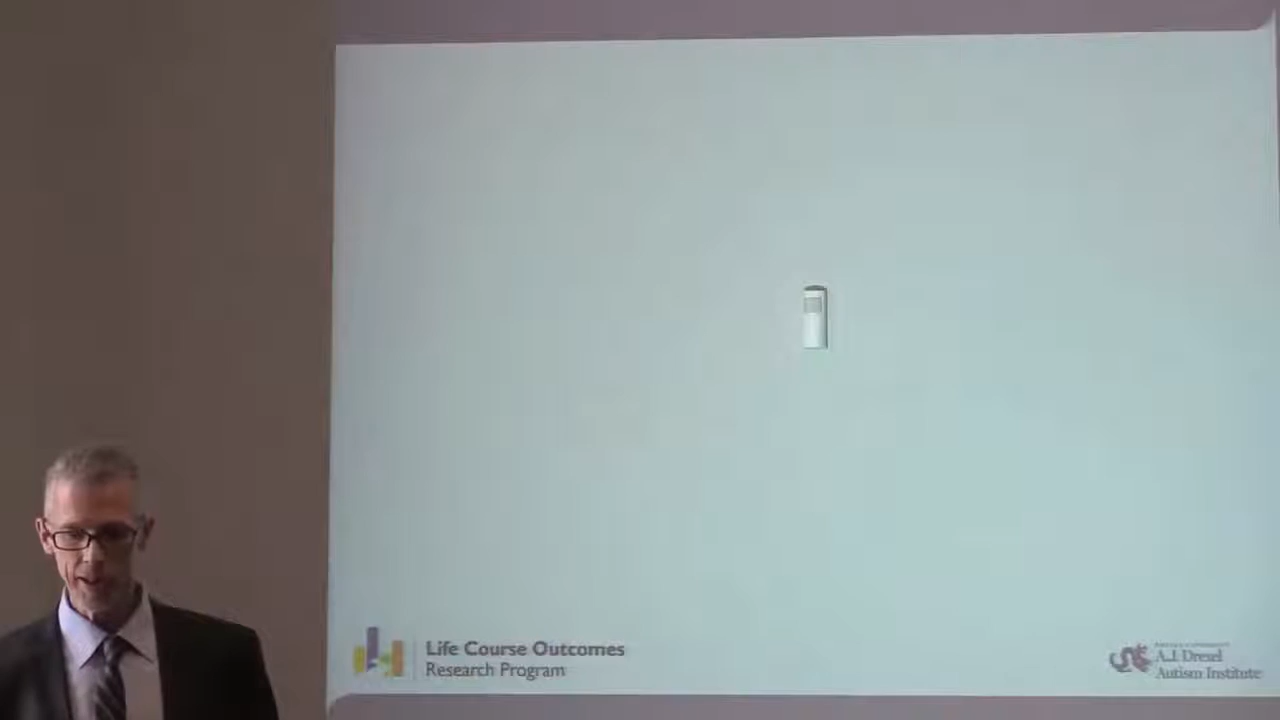 Life Course Outcomes
Research Program
A.J. Drexel
Autism Institute